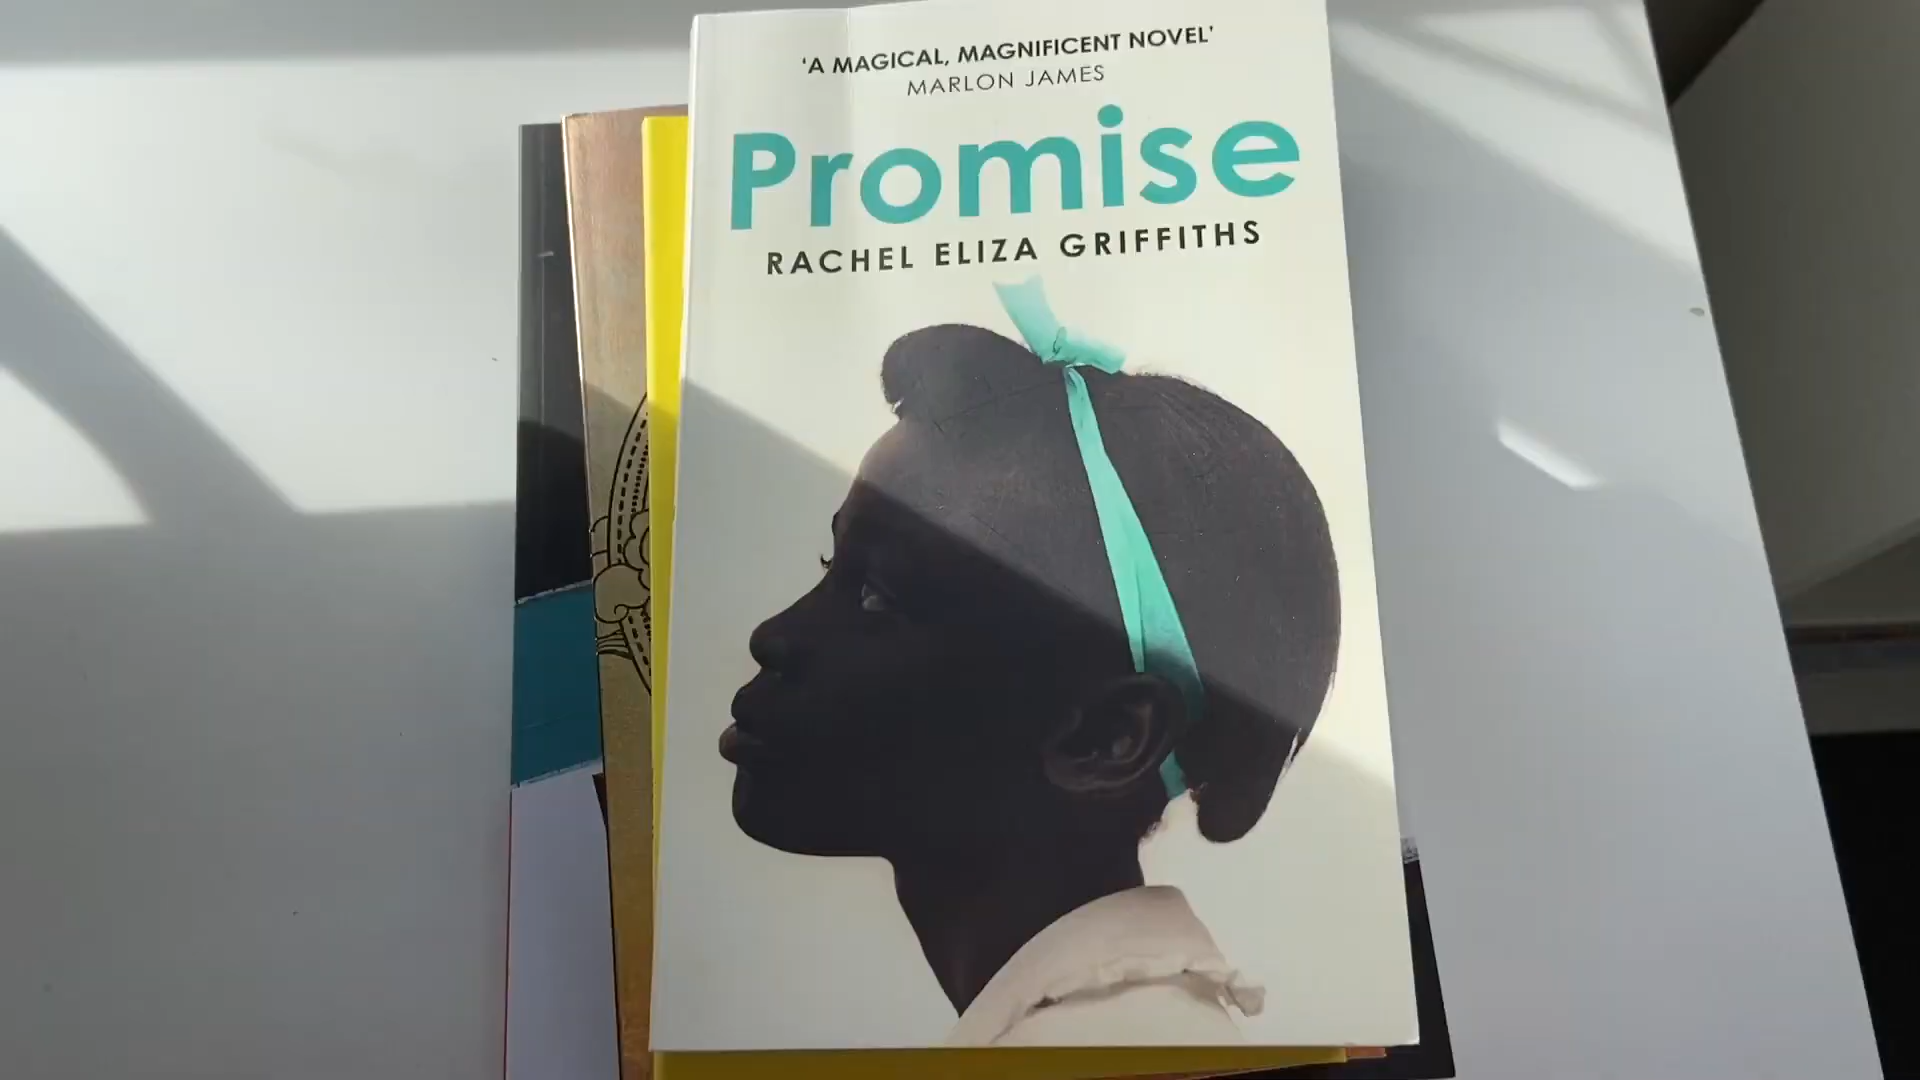 'A MAGICAL, MAGNIFICENT NOVEL'
MARLON JAMES
Promise
RACHEL ELIZA GRIFFITHS